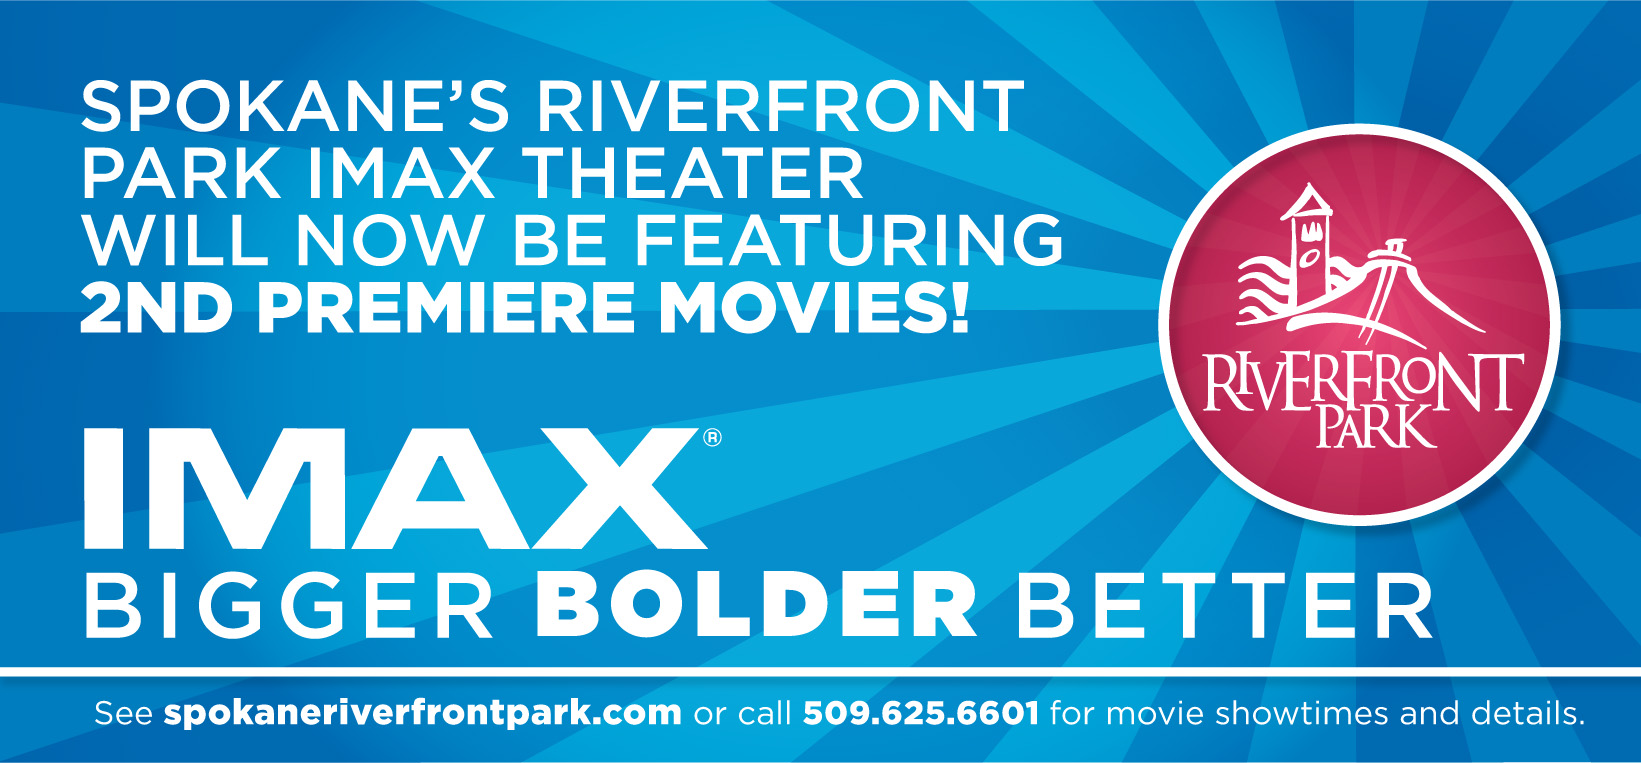 SPOKANE'S RIVERFRONT
PARK IMAX THEATER
WILL NOW BE FEATURING
2ND PREMIERE MOVIES!
RIVERFRONT
PARK
IMAX®
BIGGER BOLDER BETTER
See spokaneriverfrontpark.com or call 509.625.6601 for movie showtimes and details.